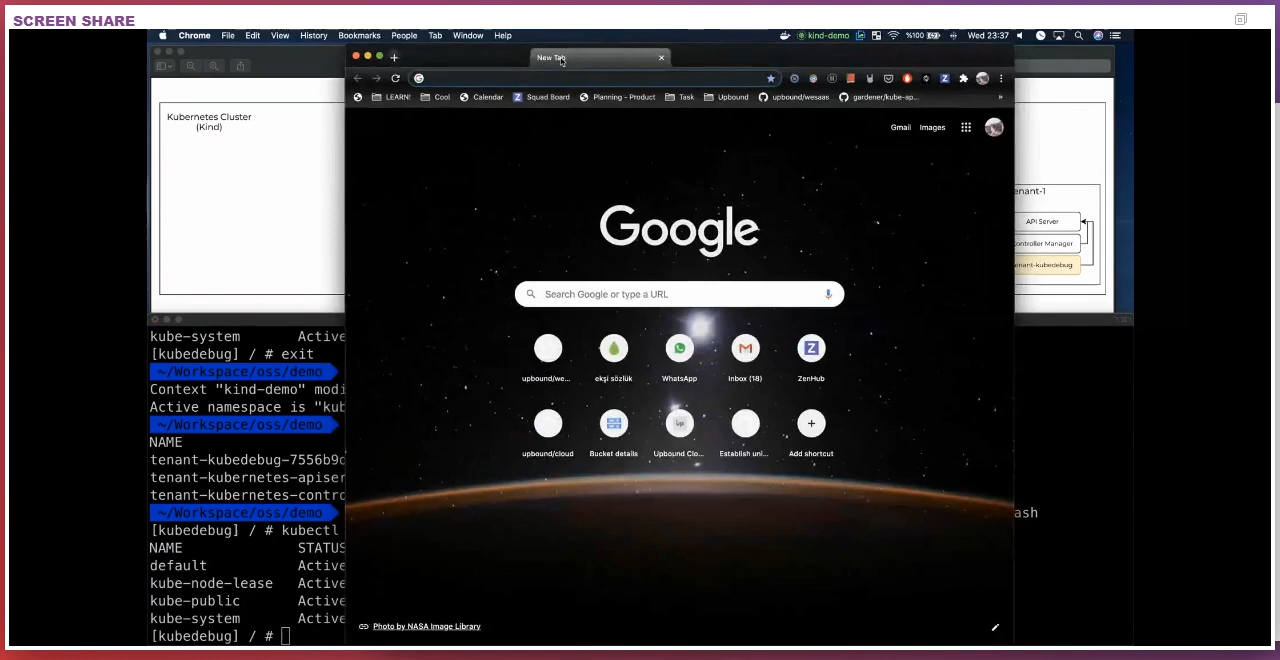 SCREEN SHARE
Chrome File Edit View History Bookmarks People Tab Window Help
kind-demo %100 Wed 23:37
New Tab
LEARN! Cool Calendar Squad Board Planning - Product Task Upbound upbound/wesaas gardener/kube-ap... »
Kubernetes Cluster
(Kind)
Gmail Images
Google
Search Google or type a URL
upbound/we... ekşi sözlük WhatsApp Inbox (18) ZenHub
upbound/cloud Bucket details Upbound Clo... Establish uni... Add shortcut
Photo by NASA Image Library
enant-1
API Server
ontroller Manager
enant-kubedebug
kube-system Active
[kubedebug] / # exit
~/Workspace/oss/demo
Context "kind-demo" modi
Active namespace is "kub
~/Workspace/oss/demo
NAME
tenant-kubedebug-7556b9d
tenant-kubernetes-apiser
tenant-kubernetes-contro
~/Workspace/oss/demo ash
[kubedebug] / # kubectl
NAME STATUS
default Active
kube-node-lease Active
kube-public Active
kube-system Active
[kubedebug] / #